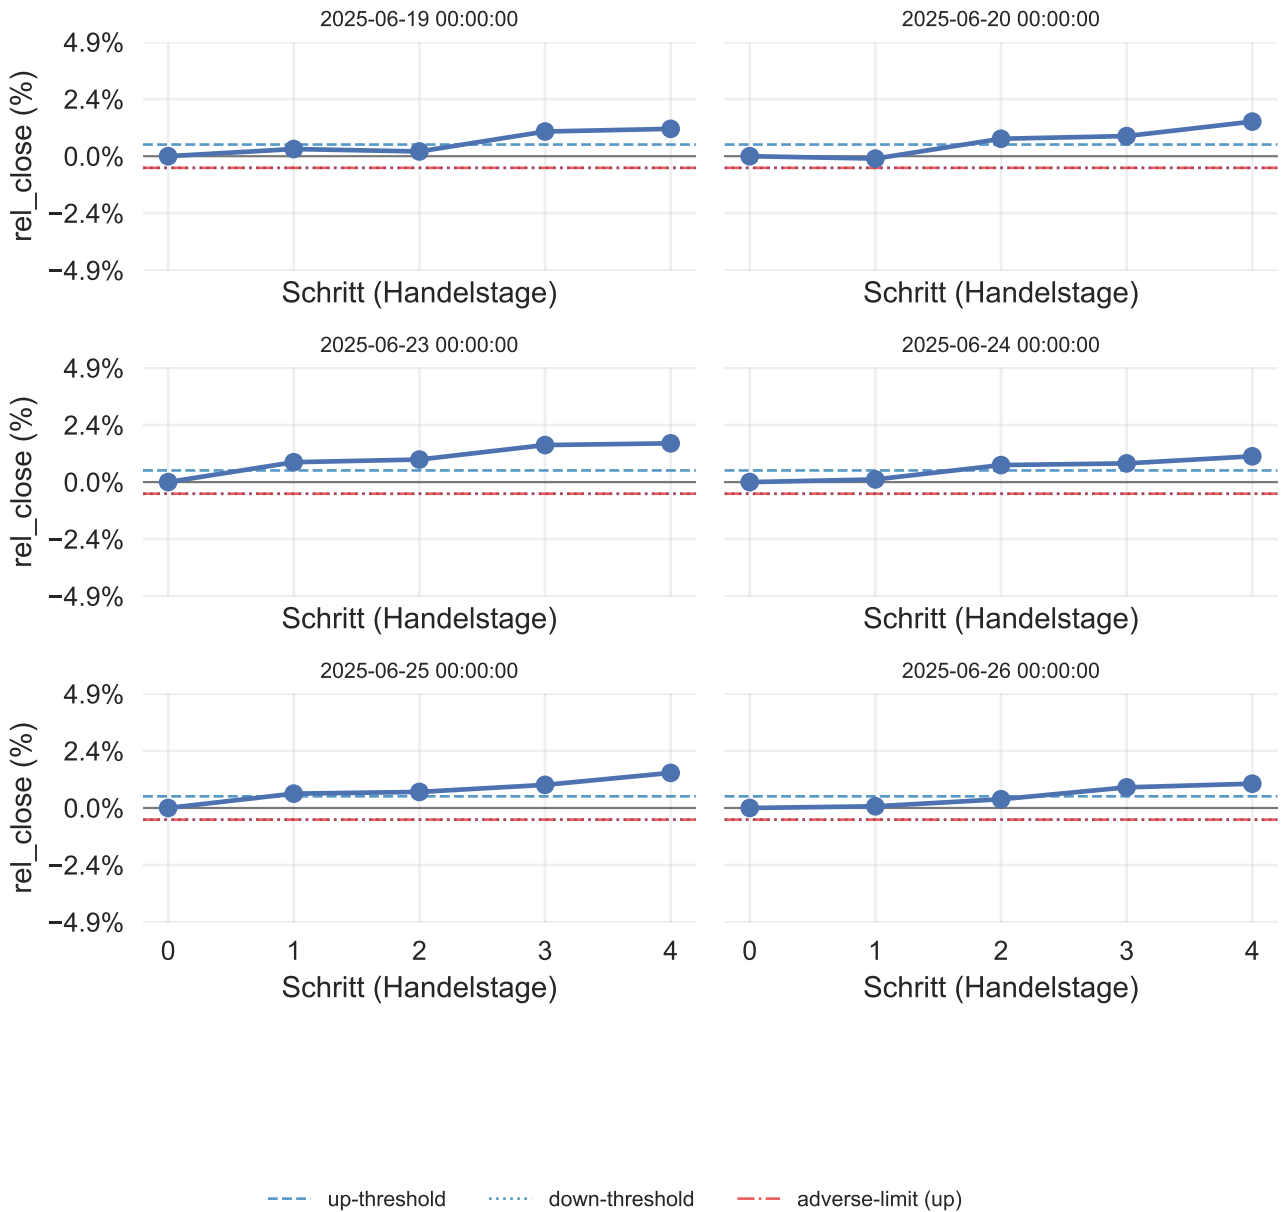 2025-06-19 00:00:00
2025-06-20 00:00:00
4.9%
2.4%
0.0%
−2.4%
−4.9%
rel_close (%)
Schritt (Handelstage)
Schritt (Handelstage)
2025-06-23 00:00:00
2025-06-24 00:00:00
4.9%
2.4%
0.0%
−2.4%
−4.9%
rel_close (%)
Schritt (Handelstage)
Schritt (Handelstage)
2025-06-25 00:00:00
2025-06-26 00:00:00
4.9%
2.4%
0.0%
−2.4%
−4.9%
rel_close (%)
0 1 2 3 4
0 1 2 3 4
Schritt (Handelstage)
Schritt (Handelstage)
up-threshold
down-threshold
adverse-limit (up)